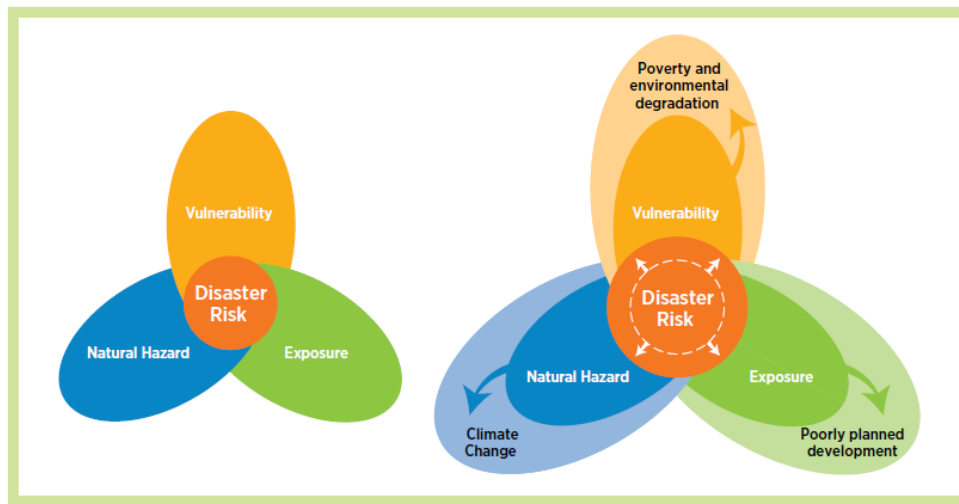 Vulnerability
Disaster
Risk
Natural Hazard
Exposure
Poverty and
environmental
degradation
Vulnerability
Disaster
Risk
Natural Hazard
Exposure
Climate
Change
Poorly planned
development